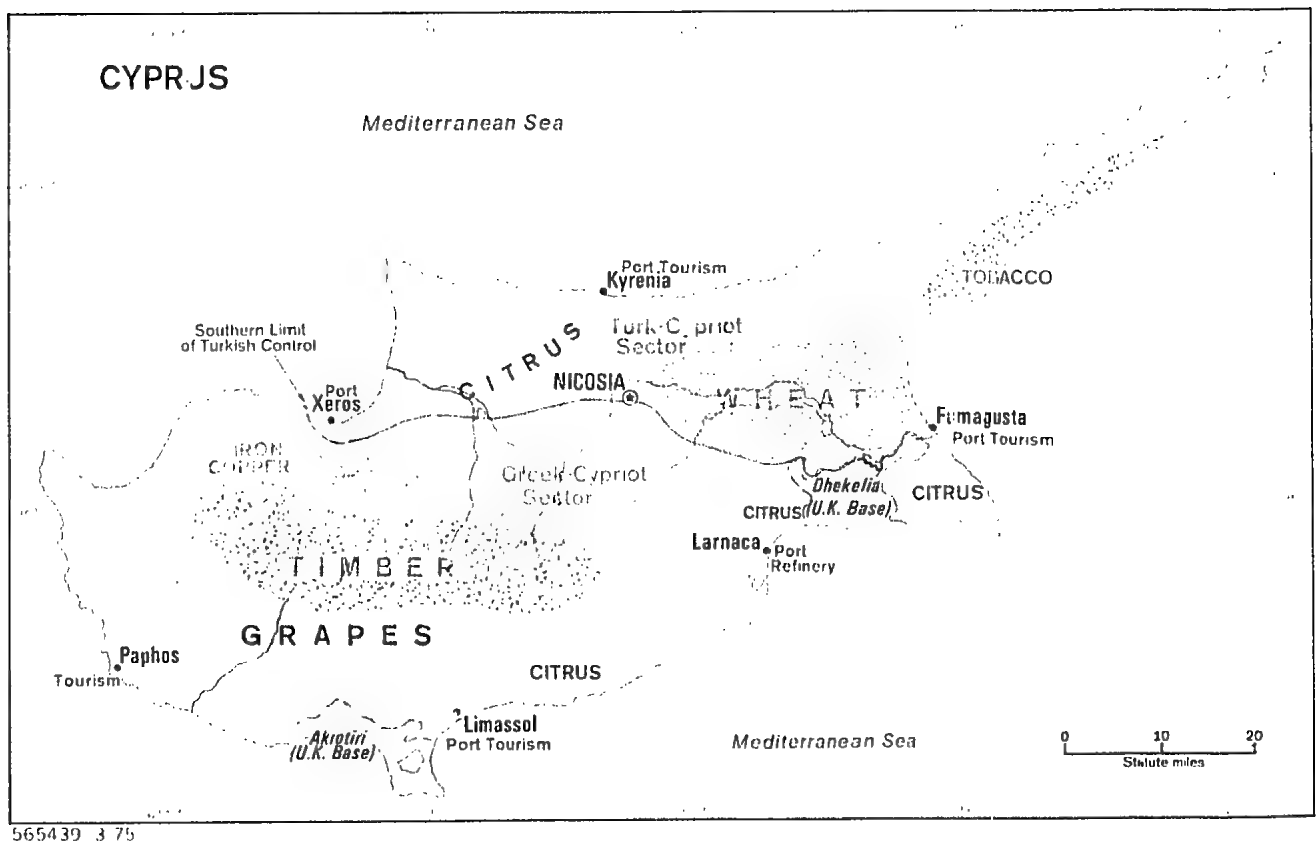 CYPRJS
Mediterranean Sea
Port Tourism
Kyrenia
TOBACCO
Turk-Cypriot
Sector
Southern Limit
of Turkish Control
CITRUS
NICOSIA
WHEAT
Port
Xeros
Famagusta
Port Tourism
IRON
COPPER
Greek-Cypriot
Sector
Dhekelia
(U.K. Base)
CITRUS
CITRUS
Larnaca
Port
Refinery
TIMBER
GRAPES
Paphos
Tourism
CITRUS
Limassol
Port Tourism
Akrotiri
(U.K. Base)
Mediterranean Sea
0 10 20
Statute miles
565439 3 75